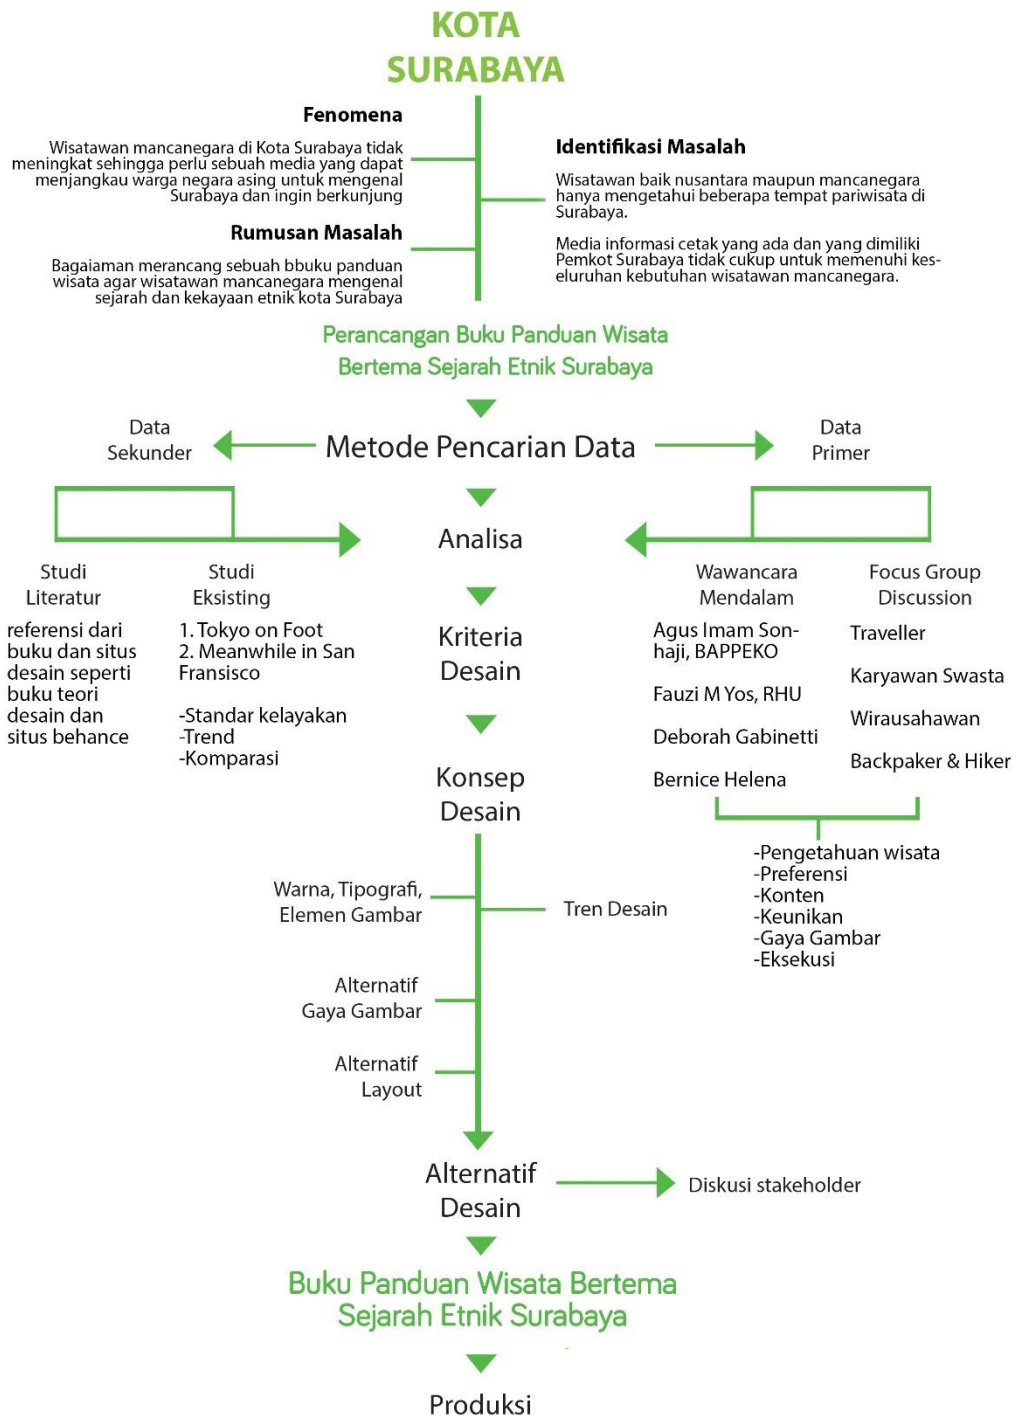 KOTA
SURABAYA
Fenomena
Wisatawan mancanegara di Kota Surabaya tidak
meningkat sehingga perlu sebuah media yang dapat
menjangkau warga negara asing untuk mengenal
Surabaya dan ingin berkunjung
Identifikasi Masalah
Wisatawan baik nusantara maupun mancanegara
hanya mengetahui beberapa tempat pariwisata di
Surabaya.
Media informasi cetak yang ada dan yang dimiliki
Pemkot Surabaya tidak cukup untuk memenuhi kes-
eluruhan kebutuhan wisatawan mancanegara.
Rumusan Masalah
Bagaiaman merancang sebuah bbuku panduan
wisata agar wisatawan mancanegara mengenal
sejarah dan kekayaan etnik kota Surabaya
Perancangan Buku Panduan Wisata
Bertema Sejarah Etnik Surabaya
Data
Sekunder
Metode Pencarian Data
Data
Primer
Analisa
Studi
Literatur
referensi dari
buku dan situs
desain seperti
buku teori
desain dan
situs behance
Studi
Eksisting
1. Tokyo on Foot
2. Meanwhile in San
Fransisco
-Standar kelayakan
-Trend
-Komparasi
Kriteria
Desain
Wawancara
Mendalam
Agus Imam Son-
haji, BAPPEKO
Fauzi M Yos, RHU
Deborah Gabinetti
Bernice Helena
Focus Group
Discussion
Traveller
Karyawan Swasta
Wirausahawan
Backpaker & Hiker
-Pengetahuan wisata
-Preferensi
-Konten
-Keunikan
-Gaya Gambar
-Eksekusi
Konsep
Desain
Warna, Tipografi,
Elemen Gambar
Tren Desain
Alternatif
Gaya Gambar
Alternatif
Layout
Alternatif
Desain
Diskusi stakeholder
Buku Panduan Wisata Bertema
Sejarah Etnik Surabaya
Produksi